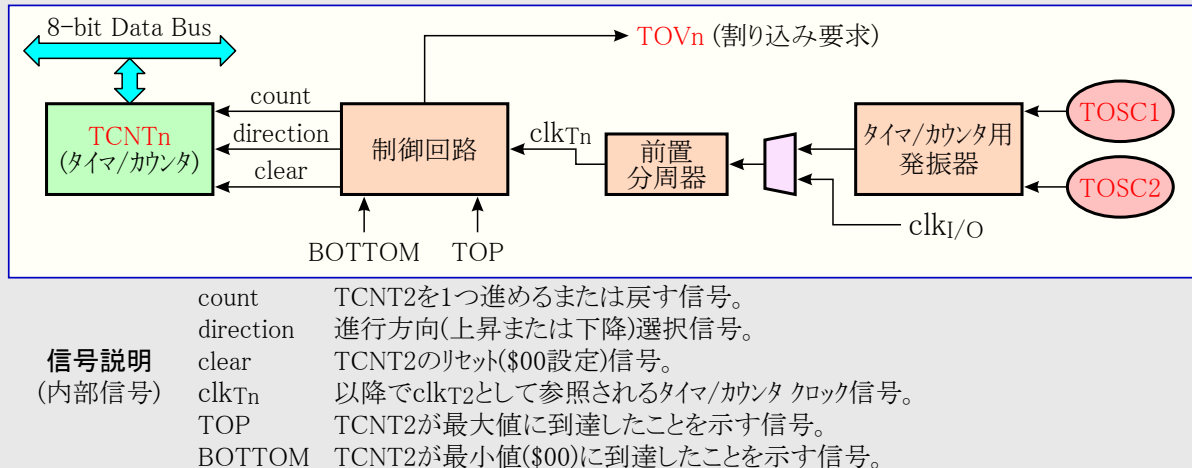 8-bit Data Bus
TOVn (割り込み要求)
count
TCNTn
(タイマ/カウンタ)
direction
clear
制御回路
clkTn
前置
分周器
タイマ/カウンタ用
発振器
TOSC1
TOSC2
clkI/O
BOTTOM
TOP
信号説明
(内部信号)
count TCNT2を1つ進めるまたは戻す信号。
direction 進行方向(上昇または下降)選択信号。
clear TCNT2のリセット($00設定)信号。
clkTn 以降でclkT2として参照されるタイマ/カウンタ クロック信号。
TOP TCNT2が最大値に到達したことを示す信号。
BOTTOM TCNT2が最小値($00)に到達したことを示す信号。